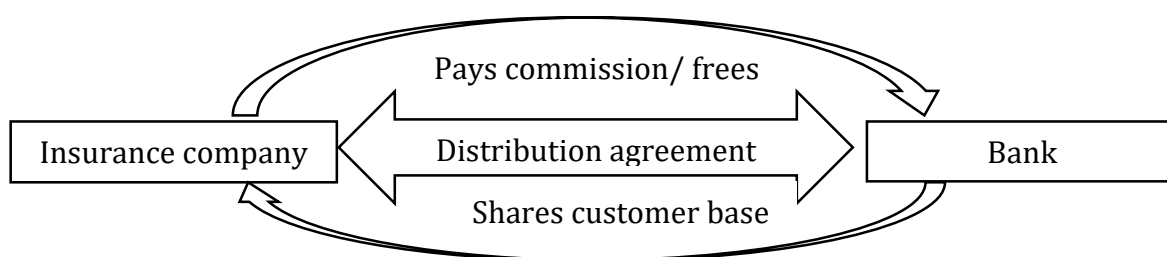 Pays commission/ frees
Insurance company
Distribution agreement
Bank
Shares customer base